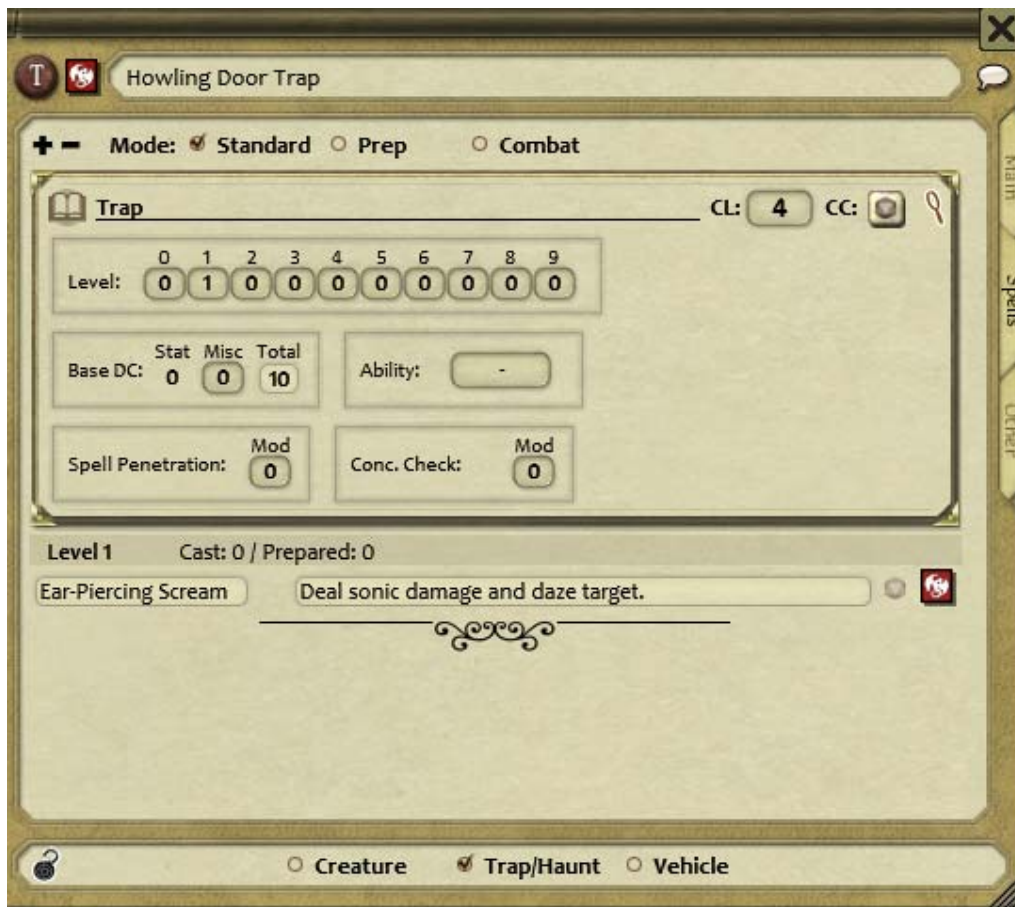 X
T Howling Door Trap
+ - Mode: Standard Prep Combat
Main
Trap CL: 4 CC:
0 1 2 3 4 5 6 7 8 9
Level: 0 1 0 0 0 0 0 0 0 0
Spells
Stat Misc Total
Base DC: 0 0 10 Ability: -
Other
Mod Mod
Spell Penetration: 0 Conc. Check: 0
Level 1 Cast: 0 / Prepared: 0
Ear-Piercing Scream Deal sonic damage and daze target.
Creature Trap/Haunt Vehicle